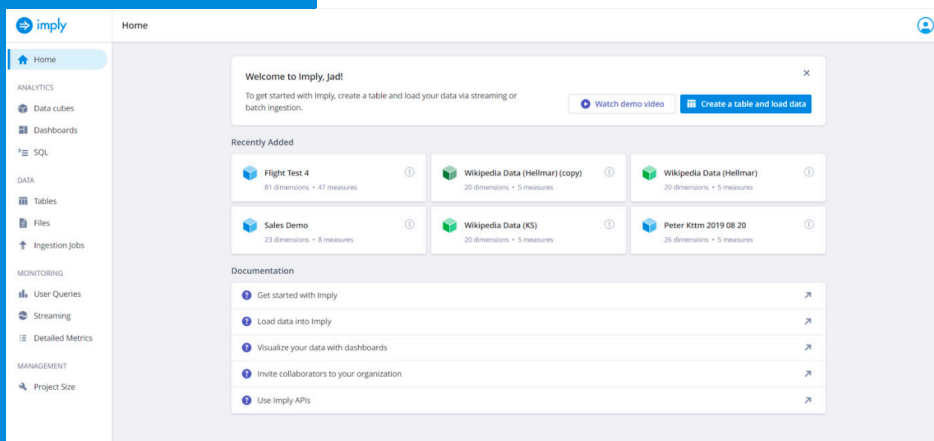 imply
Home
Home
ANALYTICS
Data cubes
Dashboards
SQL
DATA
Tables
Files
Ingestion Jobs
MONITORING
User Queries
Streaming
Detailed Metrics
MANAGEMENT
Project Size
Welcome to Imply, Jad!
To get started with Imply, create a table and load your data via streaming or
batch ingestion.
Watch demo video
Create a table and load data
Recently Added
Flight Test 4
81 dimensions • 47 measures
Wikipedia Data (Hellmar) (copy)
20 dimensions • 5 measures
Wikipedia Data (Hellmar)
20 dimensions • 5 measures
Sales Demo
23 dimensions • 8 measures
Wikipedia Data (KS)
20 dimensions • 5 measures
Peter Kttm 2019 08 20
26 dimensions • 5 measures
Documentation
Get started with Imply
Load data into Imply
Visualize your data with dashboards
Invite collaborators to your organization
Use Imply APIs